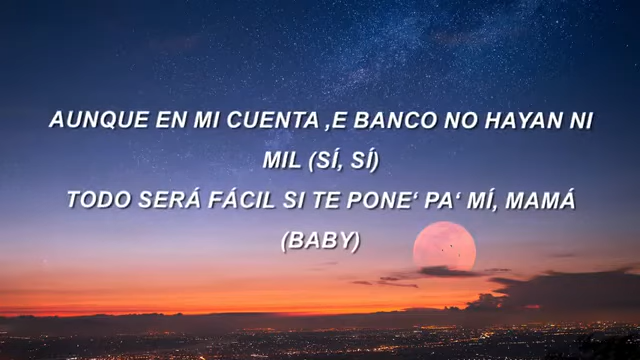 AUNQUE EN MI CUENTA ,E BANCO NO HAYAN NI
MIL (SÍ, SÍ)
TODO SERÁ FÁCIL SI TE PONE‘ PA‘ MÍ, MAMÁ
(BABY)